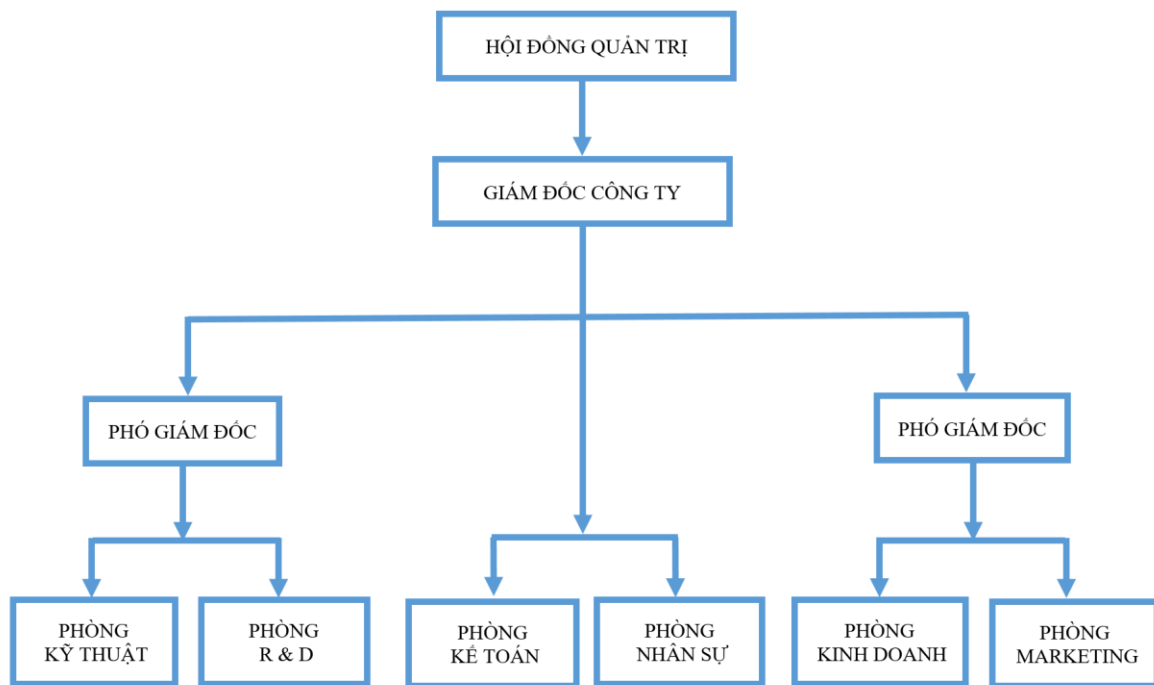 HỘI ĐỒNG QUẢN TRỊ
GIÁM ĐỐC CÔNG TY
PHÓ GIÁM ĐỐC
PHÓ GIÁM ĐỐC
PHÒNG
KỸ THUẬT
PHÒNG
R & D
PHÒNG
KẾ TOÁN
PHÒNG
NHÂN SỰ
PHÒNG
KINH DOANH
PHÒNG
MARKETING